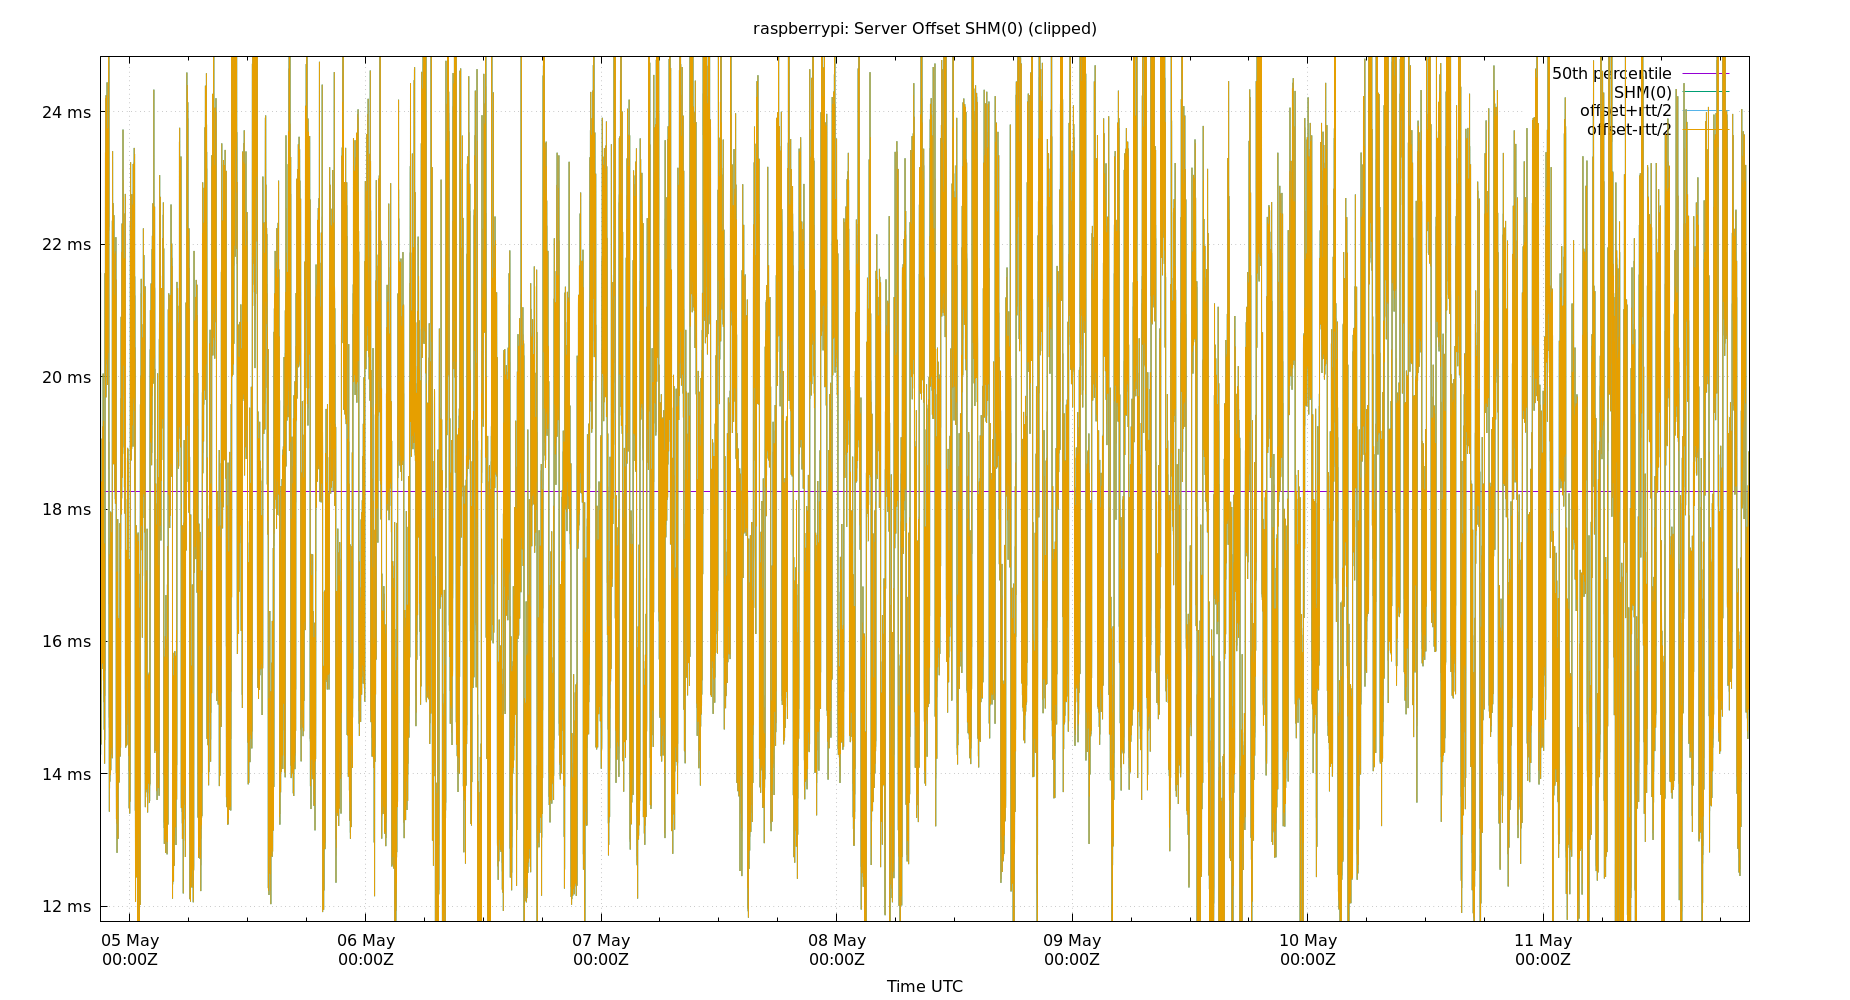 raspberrypi: Server Offset SHM(0) (clipped)
50th percentile
SHM(0)
offset+rtt/2
offset-rtt/2
24 ms
22 ms
20 ms
18 ms
16 ms
14 ms
12 ms
05 May 06 May 07 May 08 May 09 May 10 May 11 May
00:00Z 00:00Z 00:00Z 00:00Z 00:00Z 00:00Z 00:00Z
Time UTC